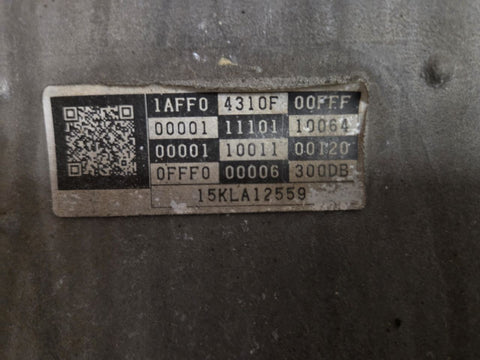 1AFF0 4310F 00FFF
00001 11101 10064
00001 10011 00120
0FFF0 00006 300DB
15KLA12559